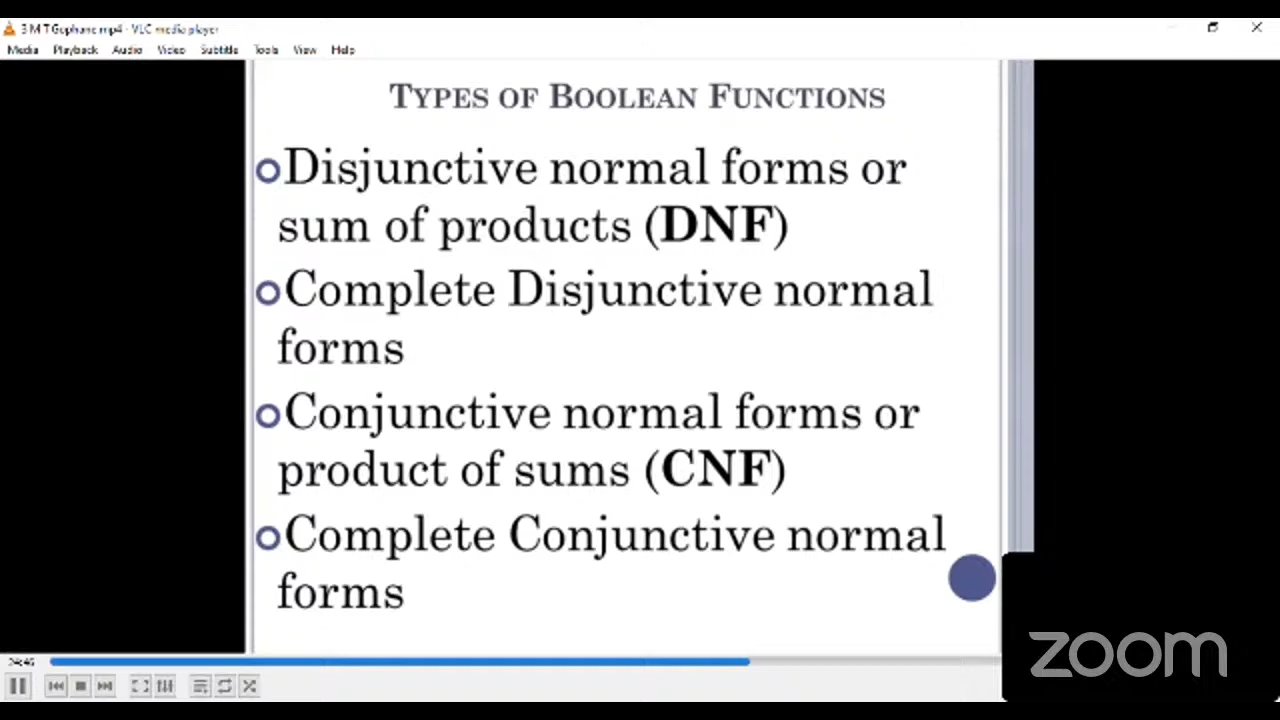 3 M T Gophane.mp4 - VLC media player
Media Playback Audio Video Subtitle Tools View Help
TYPES OF BOOLEAN FUNCTIONS
Disjunctive normal forms or
sum of products (DNF)
Complete Disjunctive normal
forms
Conjunctive normal forms or
product of sums (CNF)
Complete Conjunctive normal
forms
zoom